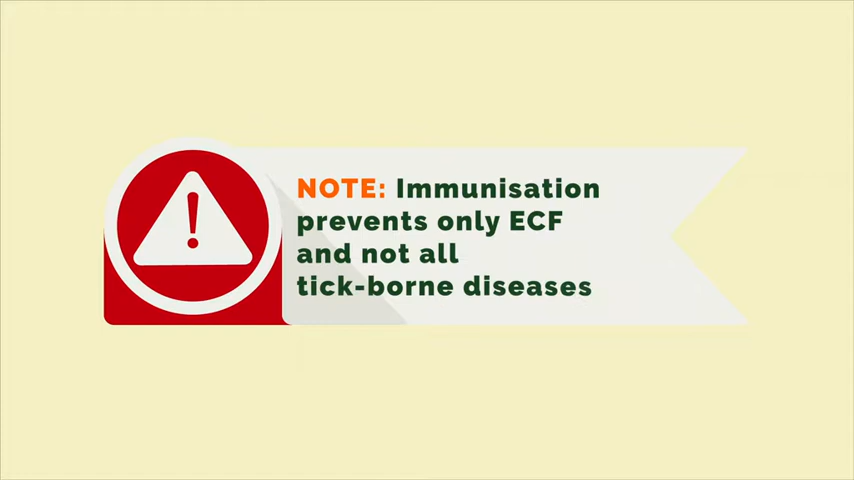 NOTE: Immunisation
prevents only ECF
and not all
tick-borne diseases